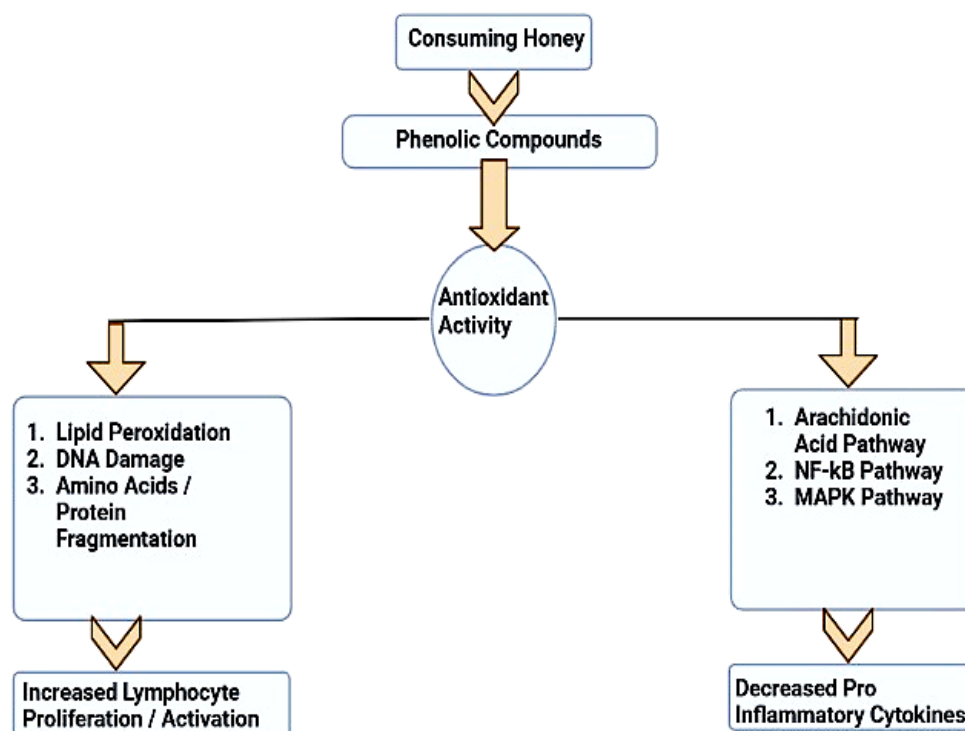 Consuming Honey
Phenolic Compounds
Antioxidant
Activity
1. Lipid Peroxidation
2. DNA Damage
3. Amino Acids /
Protein
Fragmentation
1. Arachidonic
Acid Pathway
2. NF-kB Pathway
3. MAPK Pathway
Increased Lymphocyte
Proliferation / Activation
Decreased Pro
Inflammatory Cytokines